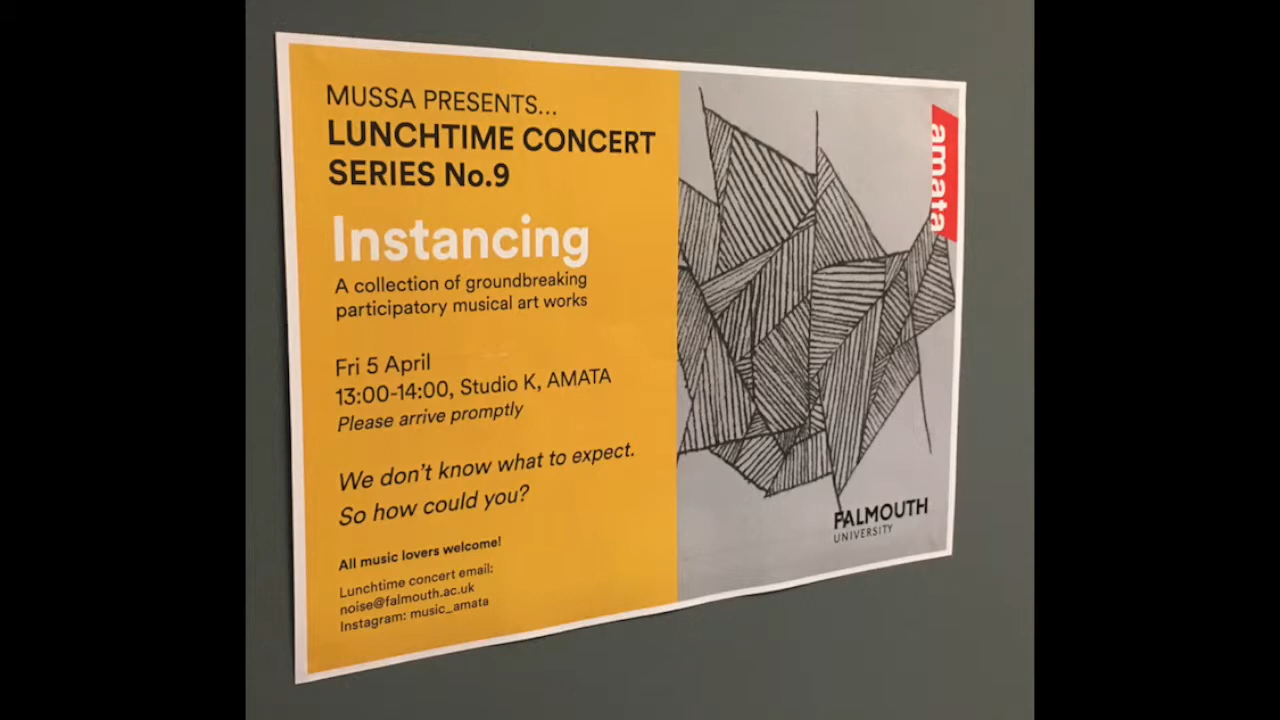 MUSSA PRESENTS...
LUNCHTIME CONCERT
SERIES No.9
Instancing
A collection of groundbreaking
participatory musical art works
Fri 5 April
13:00-14:00, Studio K, AMATA
Please arrive promptly
We don't know what to expect.
So how could you?
All music lovers welcome!
Lunchtime concert email:
noise@falmouth.ac.uk
Instagram: music_amata
amata
FALMOUTH
UNIVERSITY